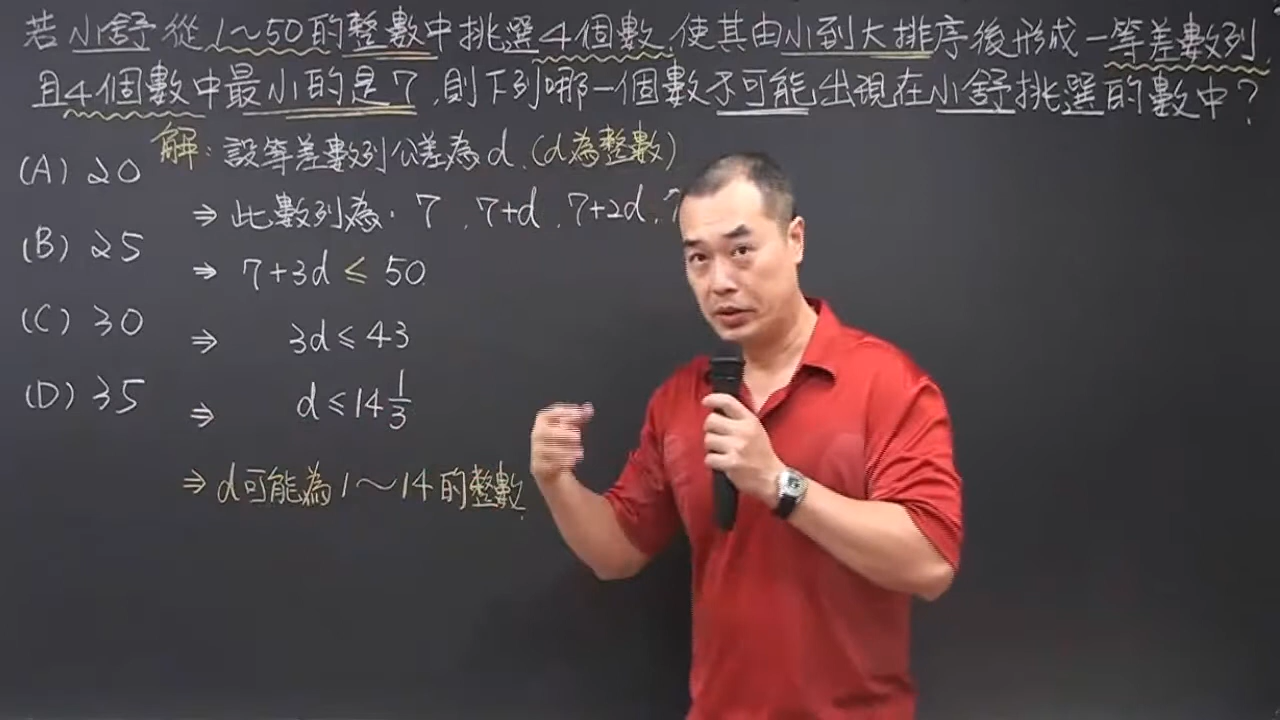 若小舒從1～50的整數中挑選4個數,使其由小到大排序後形成一等差數列,
且4個數中最小的是7,則下列哪一個數不可能出現在小舒挑選的數中?
解:設等差數列公差為d.(d為整數)
(A) 20
⇒此數列為:7,7+d,7+2d,
(B) 25
⇒ 7+3d ≤ 50.
(C) 30
⇒ 3d ≤ 43
(D) 35
⇒ d ≤ 14 1/3
⇒ d可能為1～14的整數.